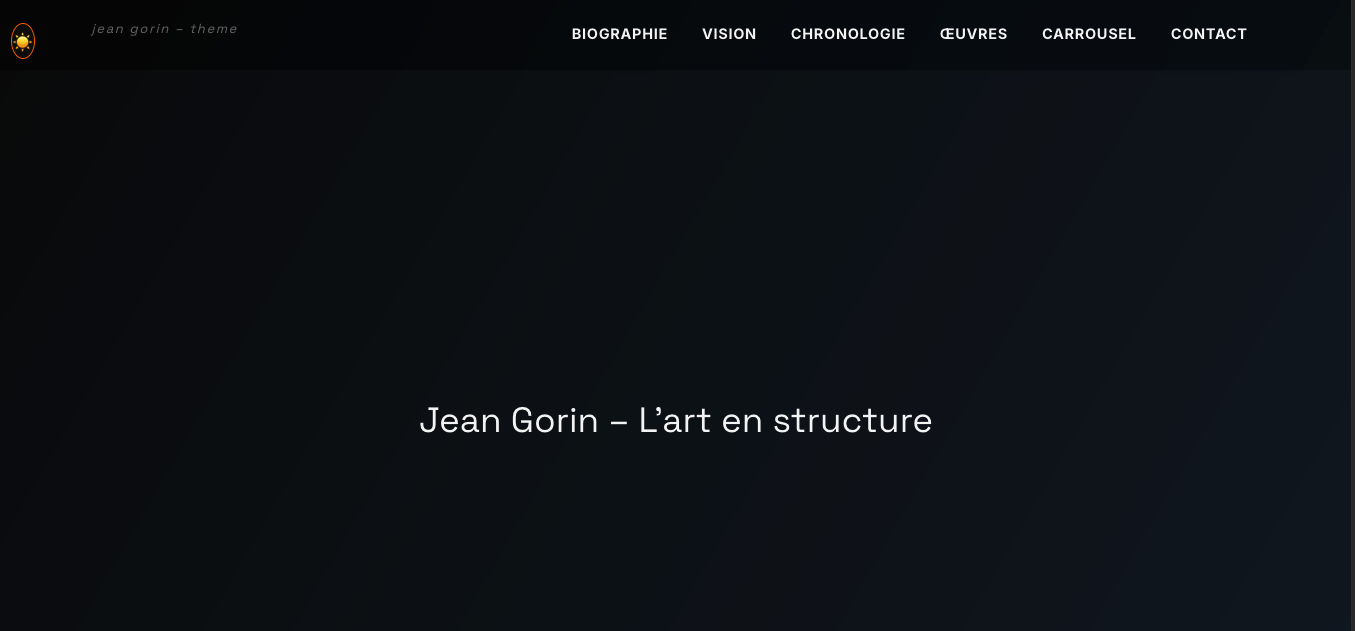 jean gorin – theme
BIOGRAPHIE VISION CHRONOLOGIE ŒUVRES CARROUSEL CONTACT
Jean Gorin – L’art en structure